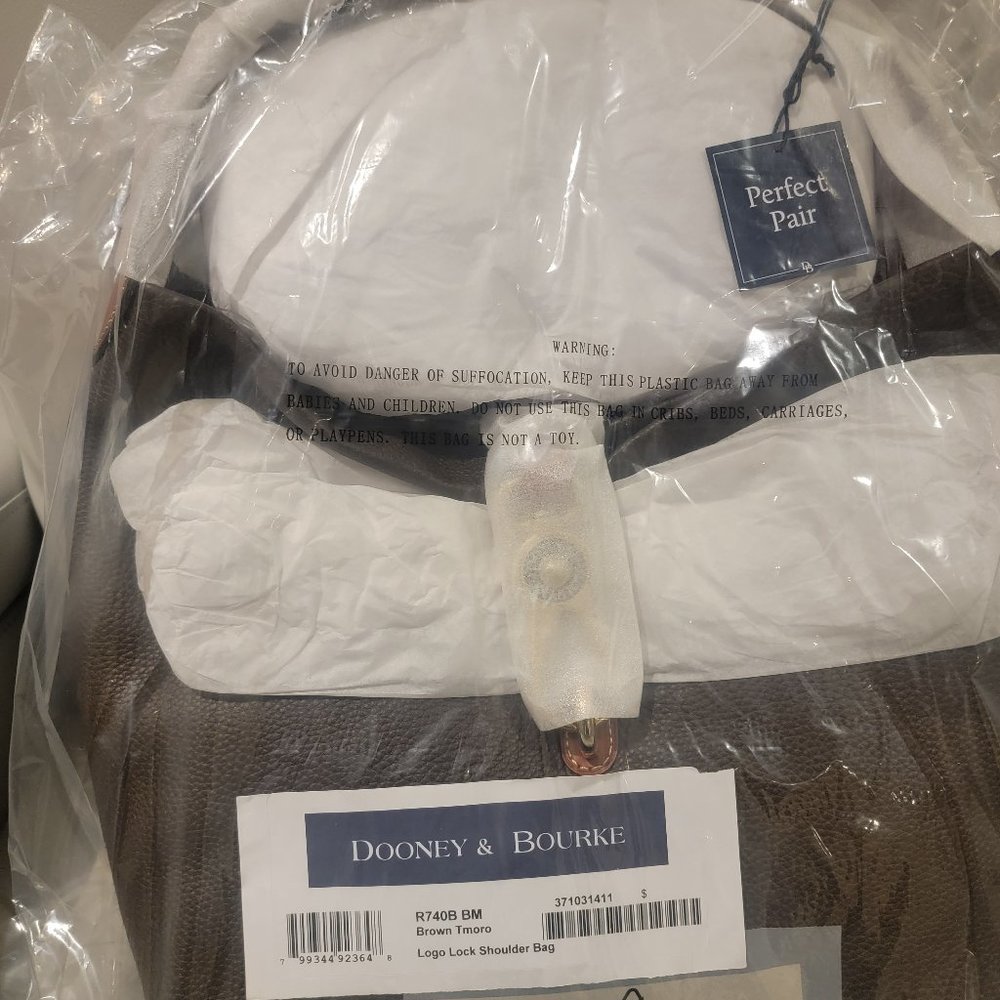 Perfect
Pair
DB
WARNING:
TO AVOID DANGER OF SUFFOCATION, KEEP THIS PLASTIC BAG AWAY FROM
BABIES AND CHILDREN. DO NOT USE THIS BAG IN CRIBS, BEDS, CARRIAGES,
OR PLAYPENS. THIS BAG IS NOT A TOY.
DOONEY & BOURKE
371031411 $
R740B BM
Brown Tmoro
Logo Lock Shoulder Bag
7 99344 92364 8